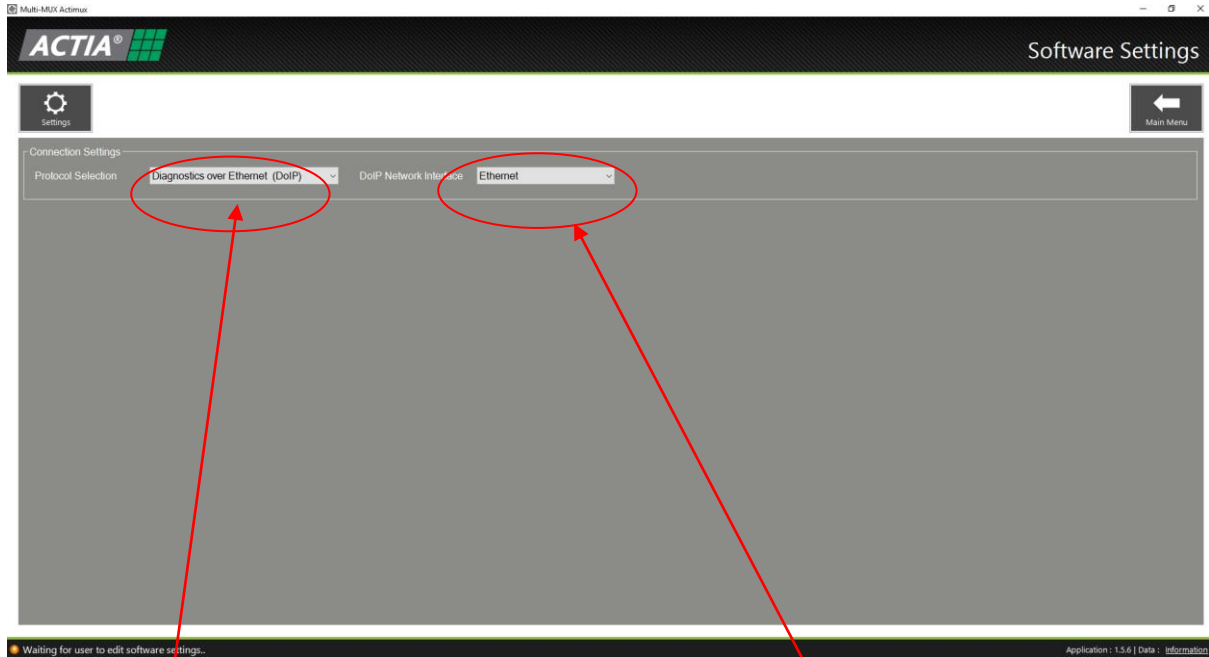 Multi-MUX Actimux
ACTIA®
Software Settings
Settings
Main Menu
Connection Settings
Protocol Selection
Diagnostics over Ethernet (DoIP)
DoIP Network Interface
Ethernet
Waiting for user to edit software settings..
Application : 1.5.6 | Data : Information